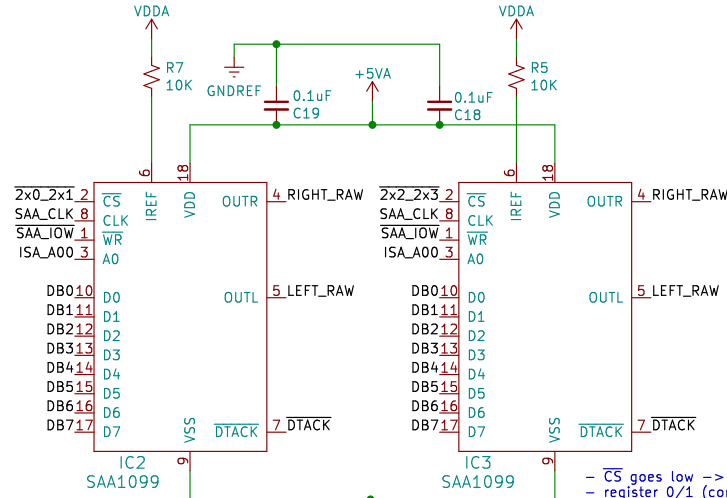 VDDA
VDDA
R7
10K
GNDREF
+5VA
R5
10K
0.1uF
C19
0.1uF
C18
6
18
6
18
2x0_2x1 2 CS IREF VDD OUTR 4 RIGHT_RAW
SAA_CLK 8 CLK
SAA_IOW 1 WR
ISA_A00 3 A0
DB0 10 D0 OUTL 5 LEFT_RAW
DB1 11 D1
DB2 12 D2
DB3 13 D3
DB4 14 D4
DB5 15 D5
DB6 16 D6
DB7 17 D7 VSS DTACK 7 DTACK
9
IC2
SAA1099
2x2_2x3 2 CS IREF VDD OUTR 4 RIGHT_RAW
SAA_CLK 8 CLK
SAA_IOW 1 WR
ISA_A00 3 A0
DB0 10 D0 OUTL 5 LEFT_RAW
DB1 11 D1
DB2 12 D2
DB3 13 D3
DB4 14 D4
DB5 15 D5
DB6 16 D6
DB7 17 D7 VSS DTACK 7 DTACK
9
IC3
SAA1099
- CS goes low ->
- register 0/1 (co